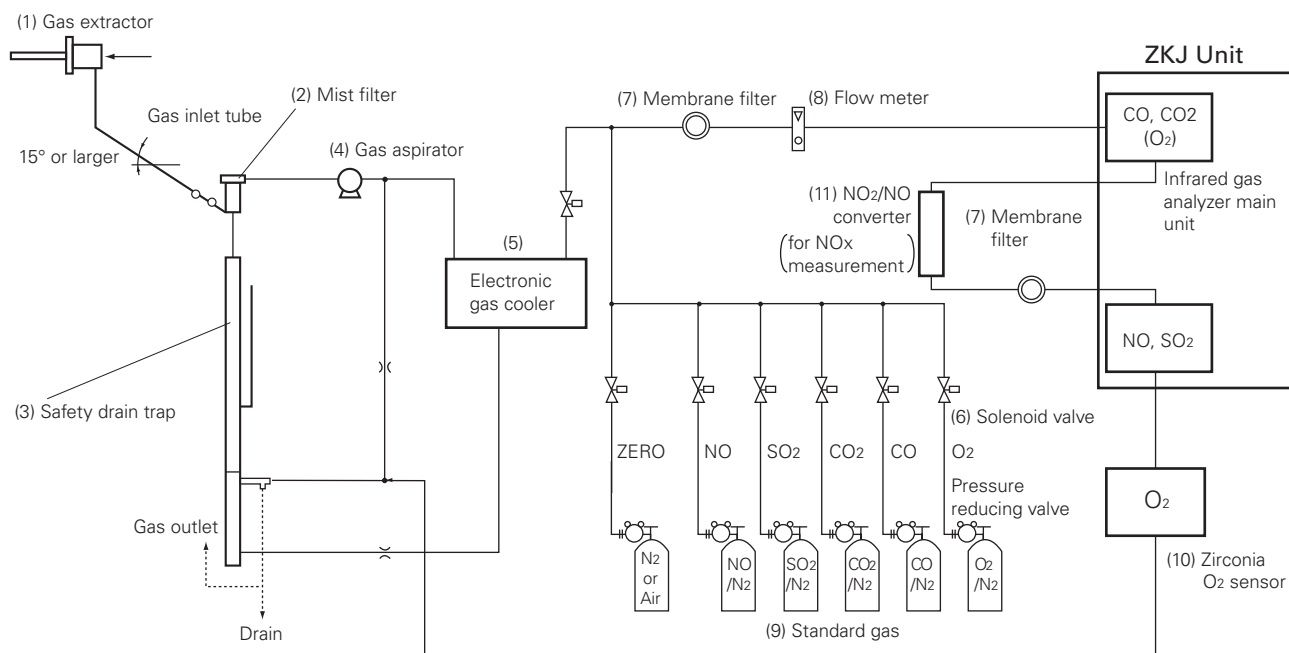 (1) Gas extractor
ZKJ Unit
(2) Mist filter
Gas inlet tube
15° or larger
(4) Gas aspirator
(7) Membrane filter
(8) Flow meter
CO, CO2
(O2)
Infrared gas
analyzer main
unit
(11) NO2/NO
converter
(for NOx
measurement)
(7) Membrane
filter
(5)
Electronic
gas cooler
NO, SO2
(3) Safety drain trap
(6) Solenoid valve
ZERO
NO
SO2
CO2
CO
O2
Pressure
reducing valve
O2
Gas outlet
N2
or
Air
NO
/N2
SO2
/N2
CO2
/N2
CO
/N2
O2
/N2
(10) Zirconia
O2 sensor
Drain
(9) Standard gas